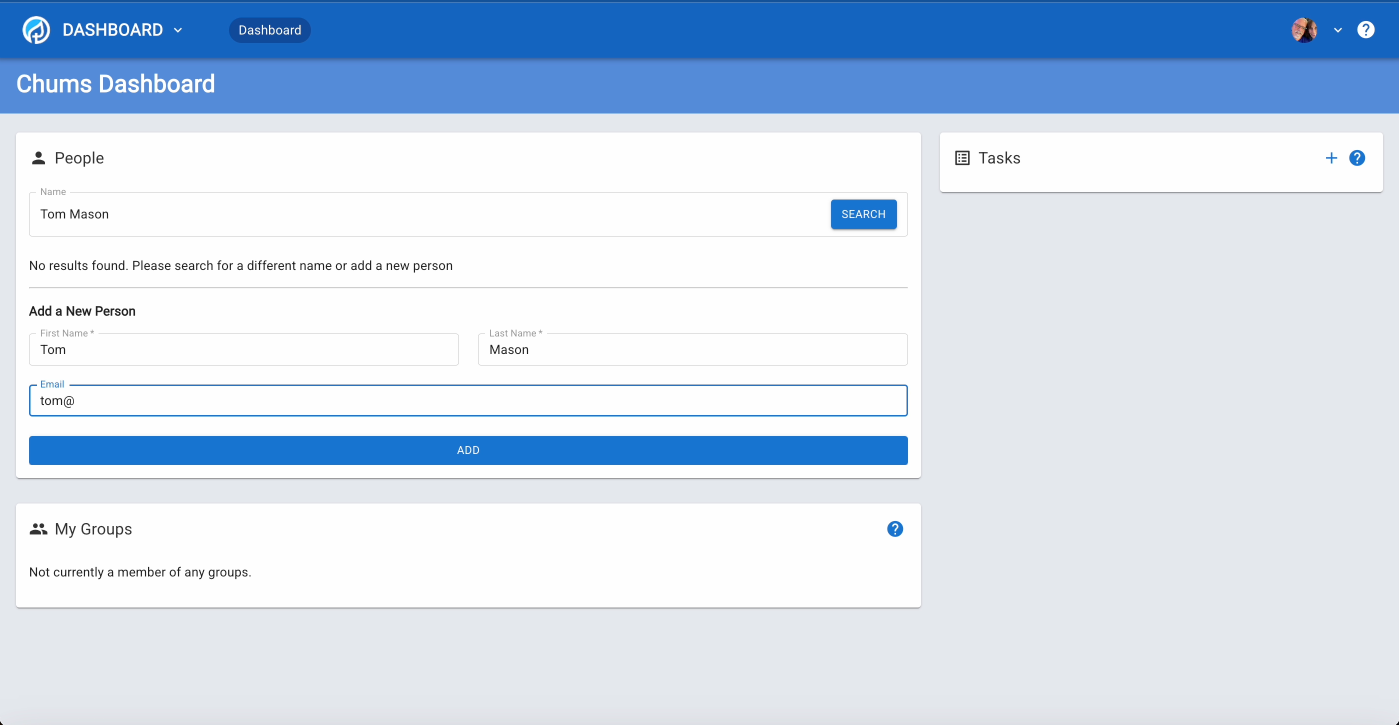 DASHBOARD
Dashboard
Chums Dashboard
People
Name
Tom Mason
SEARCH
No results found. Please search for a different name or add a new person
Add a New Person
First Name *
Tom
Last Name *
Mason
Email
tom@
ADD
My Groups
Not currently a member of any groups.
Tasks